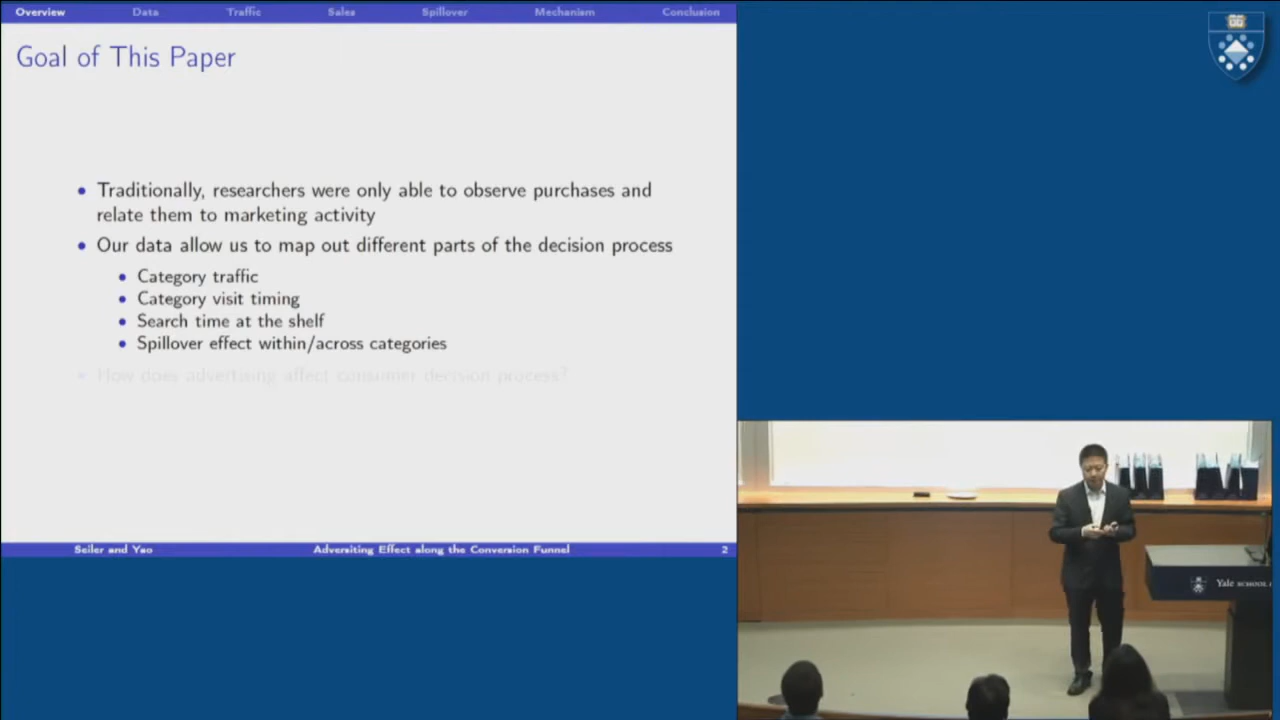 Overview Data Traffic Sales Spillover Mechanism Conclusion
Goal of This Paper
• Traditionally, researchers were only able to observe purchases and
relate them to marketing activity
• Our data allow us to map out different parts of the decision process
• Category traffic
• Category visit timing
• Search time at the shelf
• Spillover effect within/across categories
• How does advertising affect consumer decision process?
Seiler and Yao Adversiting Effect along the Conversion Funnel 2
Yale SCHOOL